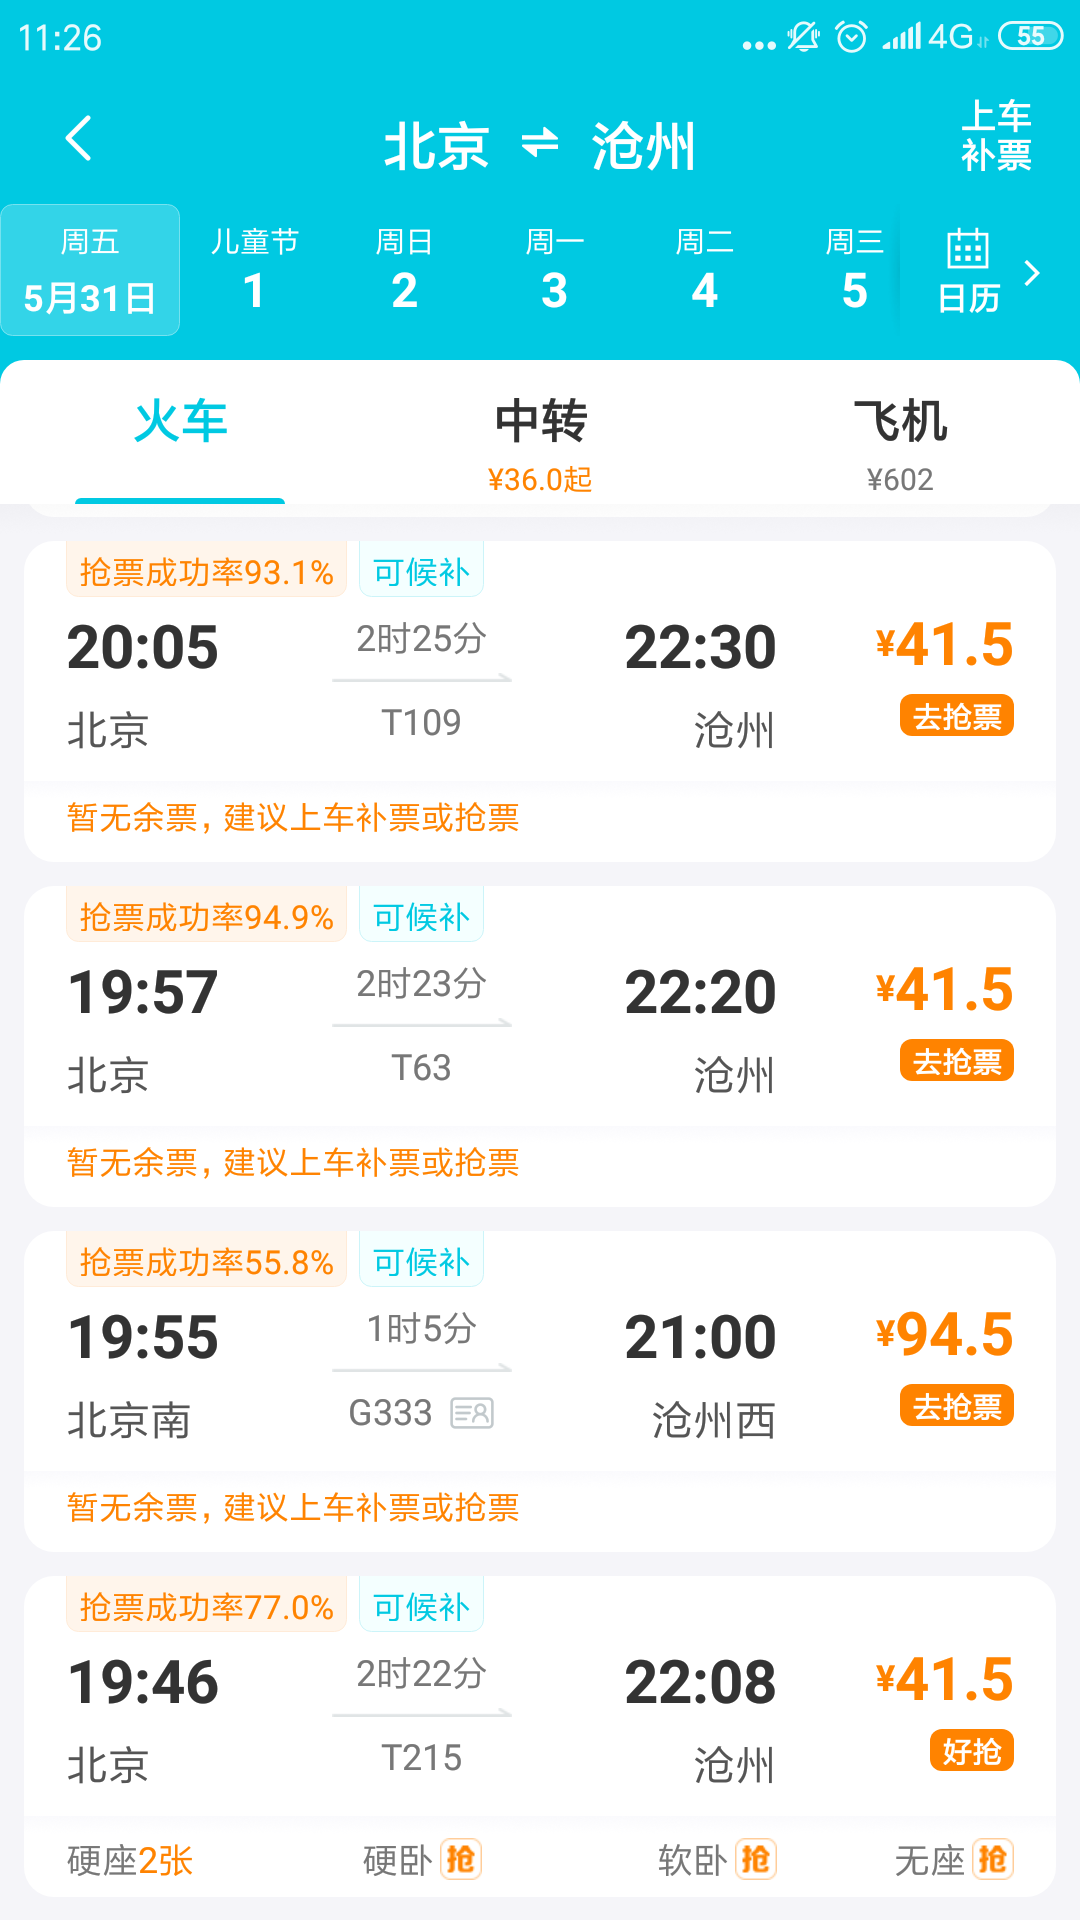 11:26
4G
55
北京 ⇌ 沧州
上车
补票
周五
5月31日
儿童节
1
周日
2
周一
3
周二
4
周三
5
日历
火车
中转
¥36.0起
飞机
¥602
抢票成功率93.1% 可候补
20:05 2时25分 22:30 ¥41.5
北京 T109 沧州 去抢票
暂无余票，建议上车补票或抢票
抢票成功率94.9% 可候补
19:57 2时23分 22:20 ¥41.5
北京 T63 沧州 去抢票
暂无余票，建议上车补票或抢票
抢票成功率55.8% 可候补
19:55 1时5分 21:00 ¥94.5
北京南 G333 沧州西 去抢票
暂无余票，建议上车补票或抢票
抢票成功率77.0% 可候补
19:46 2时22分 22:08 ¥41.5
北京 T215 沧州 好抢
硬座2张 硬卧 抢 软卧 抢 无座 抢